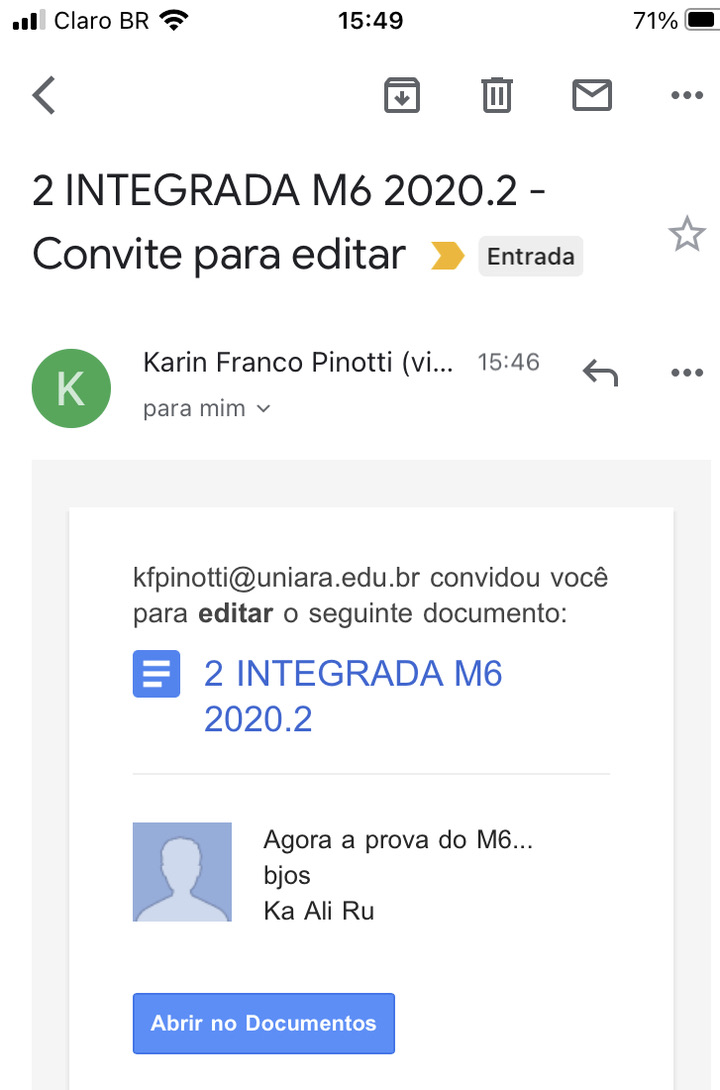 Claro BR
15:49
71%
2 INTEGRADA M6 2020.2 -
Convite para editar
Entrada
K
Karin Franco Pinotti (vi... 15:46
para mim
kfpinotti@uniara.edu.br convidou você
para editar o seguinte documento:
2 INTEGRADA M6
2020.2
Agora a prova do M6...
bjos
Ka Ali Ru
Abrir no Documentos